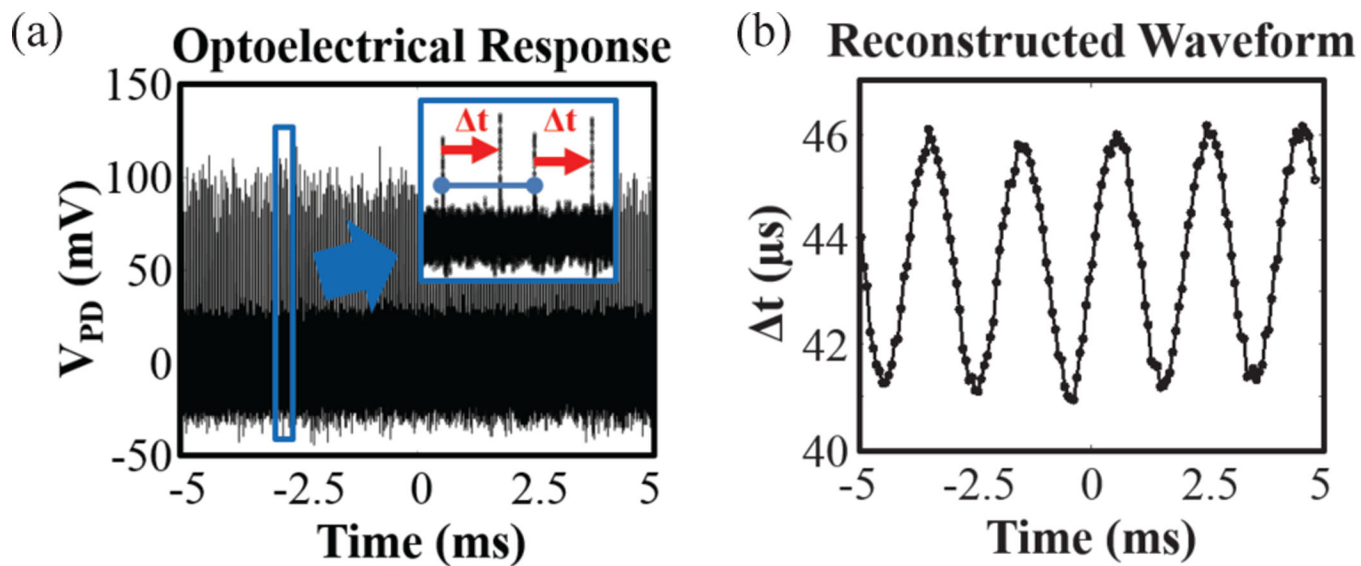 (a)
Optoelectrical Response
150
100
50
0
-50
V_PD (mV)
Δt Δt
-5 -2.5 0 2.5 5
Time (ms)
(b)
Reconstructed Waveform
46
44
42
40
Δt (μs)
-5 -2.5 0 2.5 5
Time (ms)